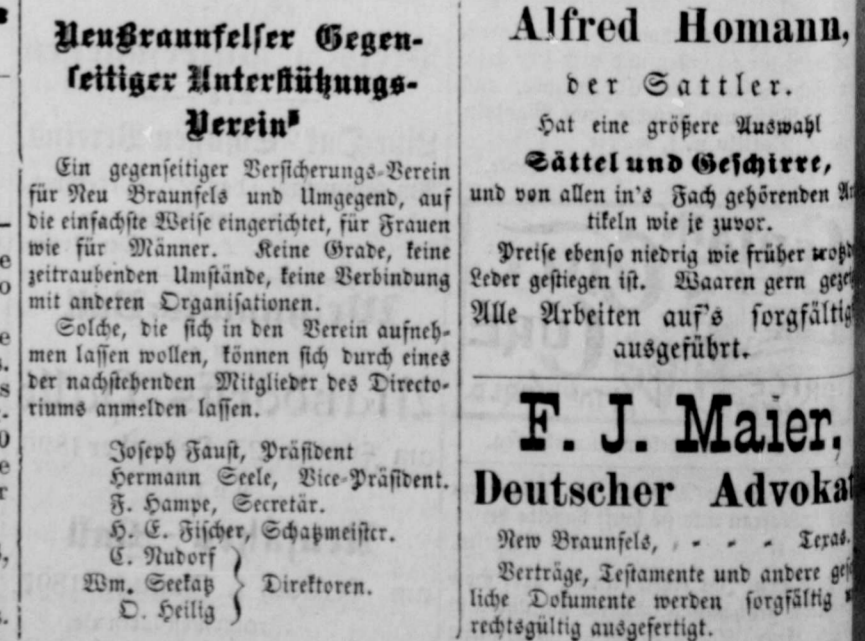 NeuBraunfelser Gegen-
seitiger Unterstützungs-
Verein
Ein gegenseitiger Versicherungs-Verein
für Neu Braunfels und Umgegend, auf
die einfachste Weise eingerichtet, für Frauen
wie für Männer. Keine Grade, keine
zeitraubenden Umstände, keine Verbindung
mit anderen Organisationen.
Solche, die sich in den Verein aufneh-
men lassen wollen, können sich durch eines
der nachstehenden Mitglieder des Directo-
riums anmelden lassen.
Joseph Faust, Präsident
Hermann Seele, Vice-Präsident.
F. Hampe, Secretär.
H. E. Fischer, Schatzmeister.
C. Rudorf
Wm. Seekatz } Direktoren.
O. Heilig
Alfred Homann,
der Sattler.
Hat eine größere Auswahl
Sättel und Geschirre,
und von allen in's Fach gehörenden Ar
tikeln wie je zuvor.
Preise ebenso niedrig wie früher
Leder gestiegen ist. Waaren gern
Alle Arbeiten auf's sorgfältig
ausgeführt.
F. J. Maier,
Deutscher Advokat
New Braunfels, - - - - Texas.
Verträge, Testamente und andere
liche Dokumente werden sorgfältig
rechtsgültig ausgefertigt.